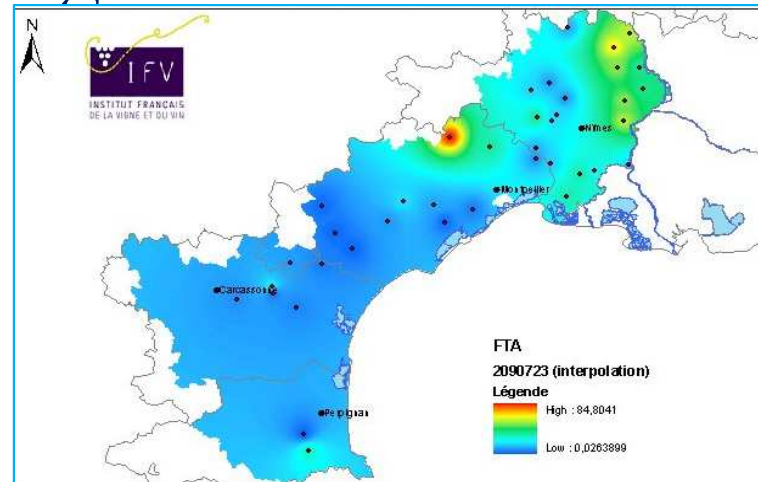 N
IFV
INSTITUT FRANÇAIS
DE LA VIGNE ET DU VIN
Nîmes
Montpellier
Carcassonne
Perpignan
FTA
2090723 (interpolation)
Légende
High : 84,8041
Low : 0,0263899